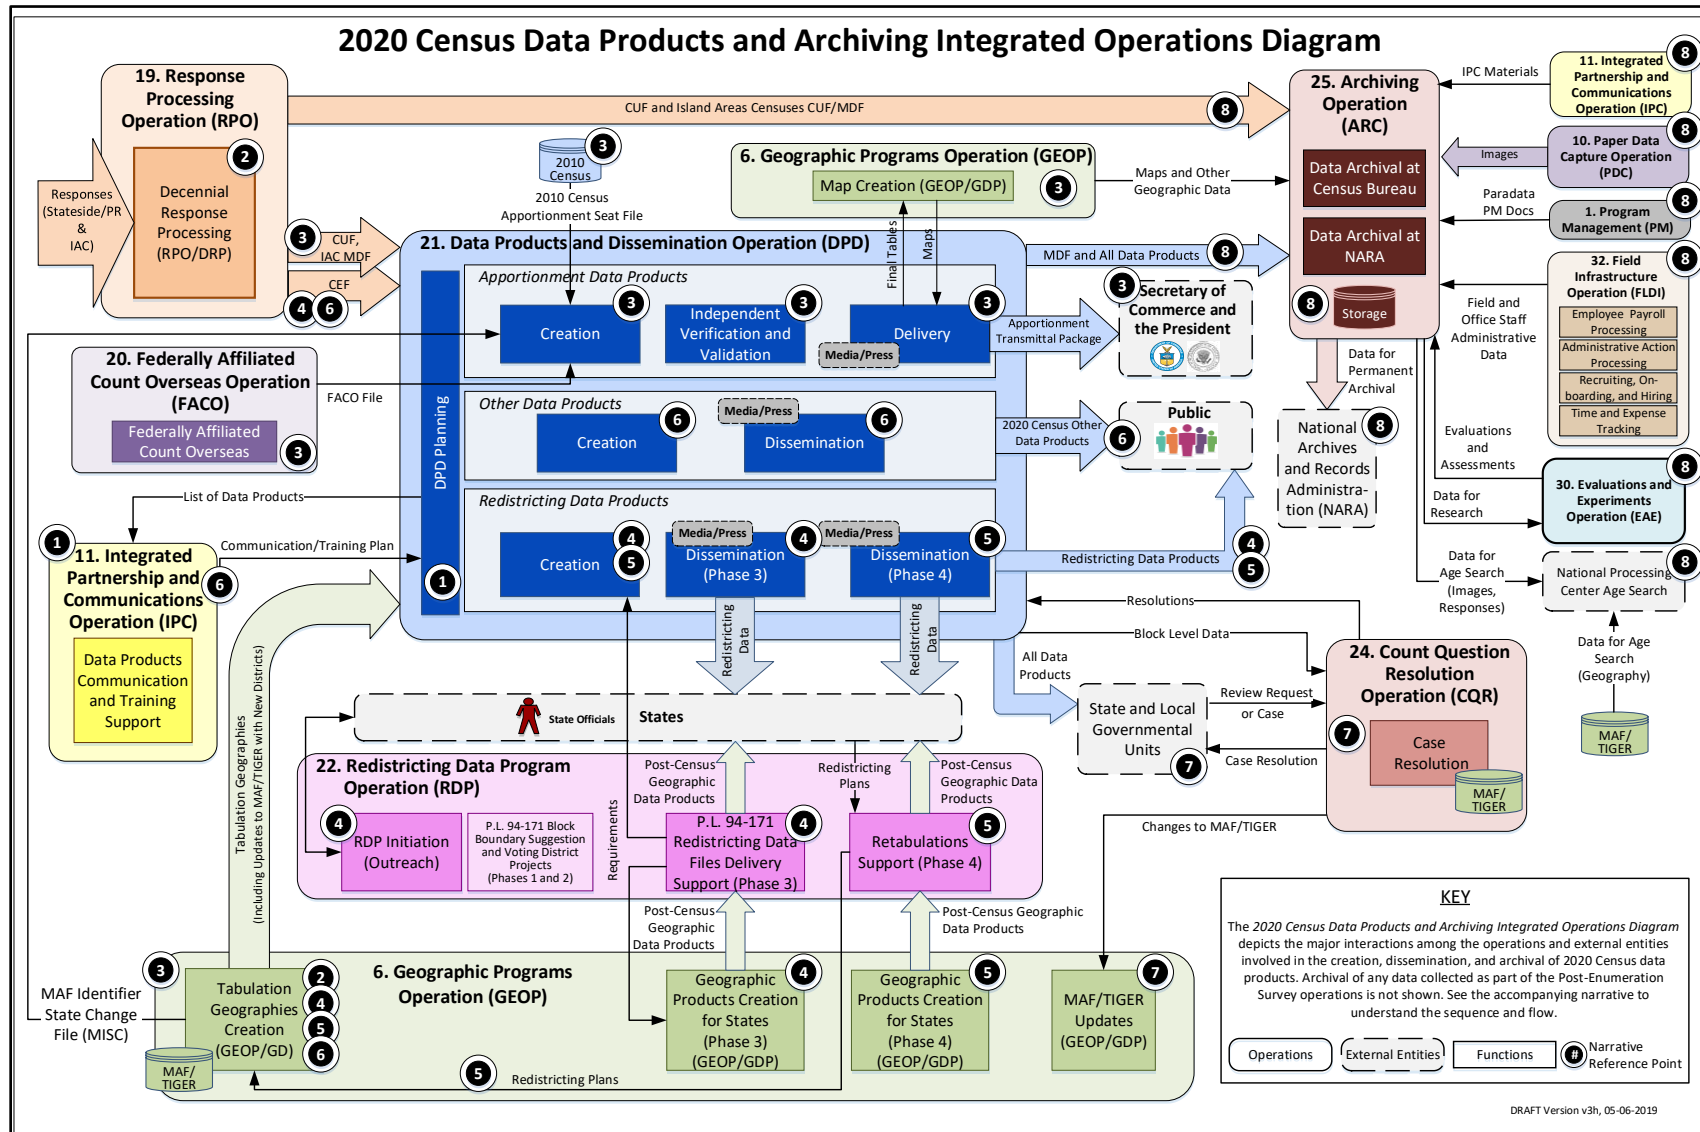 2020 Census Data Products and Archiving Integrated Operations Diagram
19. Response
Processing
Operation (RPO)
2
Decennial
Response
Processing
(RPO/DRP)
Responses
(Stateside/PR
&
IAC)
CUF and Island Areas Censuses CUF/MDF
8
3
CUF,
IAC MDF
CEF
4
6
2010
Census
3
2010 Census
Apportionment Seat File
6. Geographic Programs Operation (GEOP)
Map Creation (GEOP/GDP)
3
Maps and Other
Geographic Data
Final Tables
Maps
25. Archiving
Operation
(ARC)
Data Archival at
Census Bureau
Data Archival at
NARA
8
Storage
IPC Materials
11. Integrated
Partnership and
Communications
Operation (IPC)
8
Images
10. Paper Data
Capture Operation
(PDC)
8
Paradata
PM Docs
1. Program
Management (PM)
8
32. Field
Infrastructure
Operation (FLDI)
8
Employee Payroll
Processing
Administrative Action
Processing
Recruiting, On-
boarding, and Hiring
Time and Expense
Tracking
Field and
Office Staff
Administrative
Data
Evaluations
and
Assessments
30. Evaluations and
Experiments
Operation (EAE)
8
Data for
Research
Data for
Permanent
Archival
National
Archives
and Records
Administra-
tion (NARA)
8
Data for
Age Search
(Images,
Responses)
National Processing
Center Age Search
8
Data for Age
Search
(Geography)
MAF/
TIGER
21. Data Products and Dissemination Operation (DPD)
DPD Planning
1
Apportionment Data Products
Creation
3
Independent
Verification and
Validation
3
Delivery
3
Media/Press
Other Data Products
Creation
6
Media/Press
Dissemination
6
Redistricting Data Products
Creation
4
5
Media/Press
Dissemination
(Phase 3)
4
Media/Press
Dissemination
(Phase 4)
5
MDF and All Data Products
8
Apportionment
Transmittal Package
3
Secretary of
Commerce and
the President
2020 Census Other
Data Products
6
Public
Redistricting Data Products
4
5
20. Federally Affiliated
Count Overseas Operation
(FACO)
Federally Affiliated
Count Overseas
3
FACO File
List of Data Products
Communication/Training Plan
1
11. Integrated
Partnership and
Communications
Operation (IPC)
6
Data Products
Communication
and Training
Support
Tabulation Geographies
(Including Updates to MAF/TIGER with New Districts)
Redistricting
Data
Redistricting
Data
All Data
Products
Resolutions
Block Level Data
24. Count Question
Resolution
Operation (CQR)
7
Case
Resolution
MAF/
TIGER
Review Request
or Case
Case Resolution
State and Local
Governmental
Units
7
Changes to MAF/TIGER
State Officials
States
22. Redistricting Data Program
Operation (RDP)
4
RDP Initiation
(Outreach)
P.L. 94-171 Block
Boundary Suggestion
and Voting District
Projects
(Phases 1 and 2)
Requirements
Post-Census
Geographic
Data Products
Redistricting
Plans
Post-Census
Geographic Data
Products
P.L. 94-171
Redistricting Data
Files Delivery
Support (Phase 3)
4
Retabulations
Support (Phase 4)
5
Post-Census
Geographic
Data Products
Post-Census Geographic
Data Products
6. Geographic Programs
Operation (GEOP)
3
Tabulation
Geographies
Creation
(GEOP/GD)
2
4
5
6
MAF/
TIGER
MAF Identifier
State Change
File (MISC)
Geographic
Products Creation
for States
(Phase 3)
(GEOP/GDP)
4
Geographic
Products Creation
for States
(Phase 4)
(GEOP/GDP)
5
MAF/TIGER
Updates
(GEOP/GDP)
7
5
Redistricting Plans
KEY
The 2020 Census Data Products and Archiving Integrated Operations Diagram
depicts the major interactions among the operations and external entities
involved in the creation, dissemination, and archival of 2020 Census data
products. Archival of any data collected as part of the Post-Enumeration
Survey operations is not shown. See the accompanying narrative to
understand the sequence and flow.
Operations
External Entities
Functions
#
Narrative
Reference Point
DRAFT Version v3h, 05-06-2019